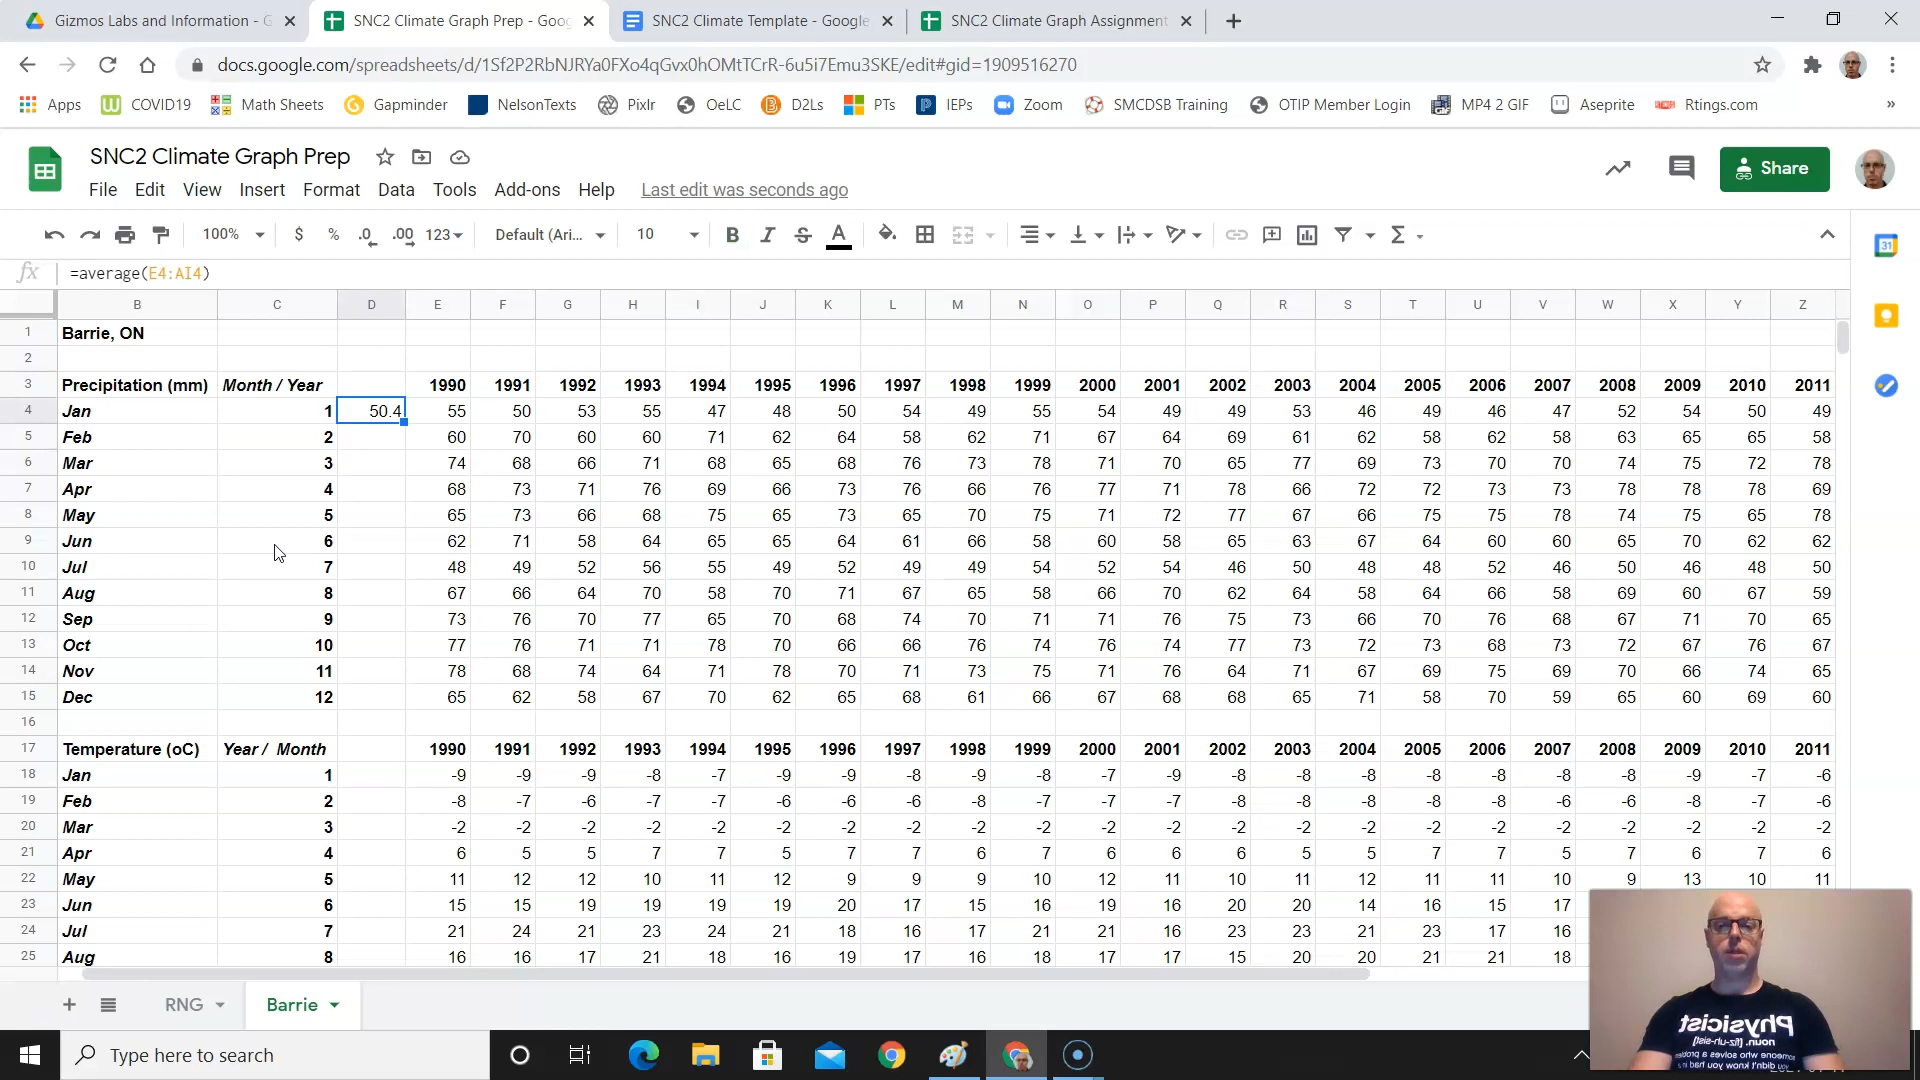 Gizmos Labs and Information - G
SNC2 Climate Graph Prep - Goog
SNC2 Climate Template - Google
SNC2 Climate Graph Assignment
docs.google.com/spreadsheets/d/1Sf2P2RbNJRYa0FXo4qGvx0hOMtTCrR-6u5i7Emu3SKE/edit#gid=1909516270
Apps COVID19 Math Sheets Gapminder NelsonTexts Pixlr OeLC D2Ls PTs IEPs Zoom SMCDSB Training OTIP Member Login MP4 2 GIF Aseprite Rtings.com »
SNC2 Climate Graph Prep
Share
File Edit View Insert Format Data Tools Add-ons Help Last edit was seconds ago
100% $ % .0 .00 123 Default (Ari... 10 B I S A Σ
31
fx =average(E4:AI4)
B C D E F G H I J K L M N O P Q R S T U V W X Y Z
1 Barrie, ON
2
3 Precipitation (mm) Month / Year 1990 1991 1992 1993 1994 1995 1996 1997 1998 1999 2000 2001 2002 2003 2004 2005 2006 2007 2008 2009 2010 2011
4 Jan 1 50.4 55 50 53 55 47 48 50 54 49 55 54 49 49 53 46 49 46 47 52 54 50 49
5 Feb 2 60 70 60 60 71 62 64 58 62 71 67 64 69 61 62 58 62 58 63 65 65 58
6 Mar 3 74 68 66 71 68 65 68 76 73 78 71 70 65 77 69 73 70 70 74 75 72 78
7 Apr 4 68 73 71 76 69 66 73 76 66 76 77 71 78 66 72 72 73 73 78 78 78 69
8 May 5 65 73 66 68 75 65 73 65 70 75 71 72 77 67 66 75 75 78 74 75 65 78
9 Jun 6 62 71 58 64 65 65 64 61 66 58 60 58 65 63 67 64 60 60 65 70 62 62
10 Jul 7 48 49 52 56 55 49 52 49 49 54 52 54 46 50 48 48 52 46 50 46 48 50
11 Aug 8 67 66 64 70 58 70 71 67 65 58 66 70 62 64 58 64 66 58 69 60 67 59
12 Sep 9 73 76 70 77 65 70 68 74 70 71 71 76 75 73 66 70 76 68 67 71 70 65
13 Oct 10 77 76 71 71 78 70 66 66 76 74 76 74 77 73 72 73 68 73 72 67 76 67
14 Nov 11 78 68 74 64 71 78 70 71 73 75 71 76 64 71 67 69 75 69 70 66 74 65
15 Dec 12 65 62 58 67 70 62 65 68 61 66 67 68 68 65 71 58 70 59 65 60 69 60
16
17 Temperature (oC) Year / Month 1990 1991 1992 1993 1994 1995 1996 1997 1998 1999 2000 2001 2002 2003 2004 2005 2006 2007 2008 2009 2010 2011
18 Jan 1 -9 -9 -9 -8 -7 -9 -9 -8 -9 -8 -7 -9 -8 -8 -8 -8 -8 -8 -8 -9 -7 -6
19 Feb 2 -8 -7 -6 -7 -7 -6 -6 -6 -8 -7 -7 -7 -8 -8 -8 -8 -8 -6 -6 -8 -7 -6
20 Mar 3 -2 -2 -2 -2 -2 -2 -2 -2 -2 -2 -2 -2 -2 -2 -2 -2 -2 -2 -2 -2 -2 -2
21 Apr 4 6 5 5 7 7 5 7 7 6 7 6 6 6 5 5 7 7 5 7 6 7 6
22 May 5 11 12 12 10 11 12 9 9 9 10 12 11 10 11 12 11 11 10 9 13 10 11
23 Jun 6 15 15 19 19 19 19 20 17 15 16 19 16 20 20 14 16 15 17
24 Jul 7 21 24 21 23 24 21 18 16 17 21 21 16 23 23 21 23 17 16
25 Aug 8 16 16 17 21 18 16 19 17 16 18 17 17 15 20 20 21 21 18
RNG Barrie
Physicist
noun. [fiz-uh-sist]
someone who solves a problem
Type here to search